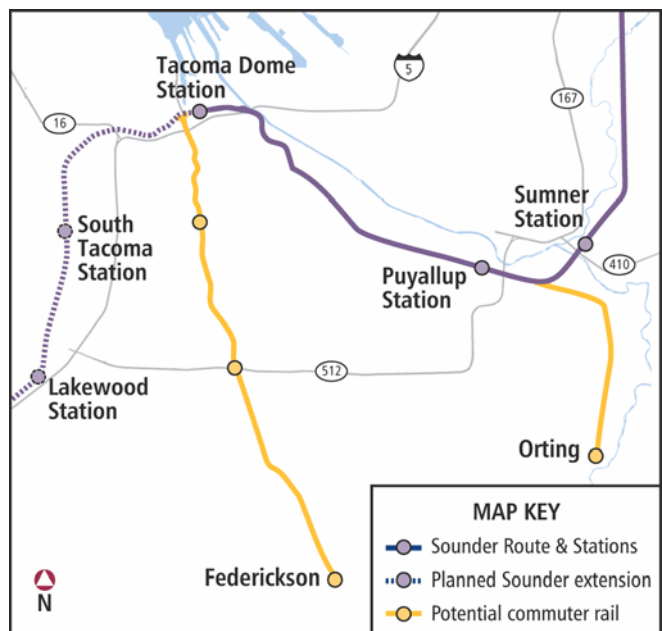 Tacoma Dome
Station
5
167
16
Sumner
Station
South
Tacoma
Station
410
Puyallup
Station
512
Lakewood
Station
Orting
Federickson
N
MAP KEY
Sounder Route & Stations
Planned Sounder extension
Potential commuter rail